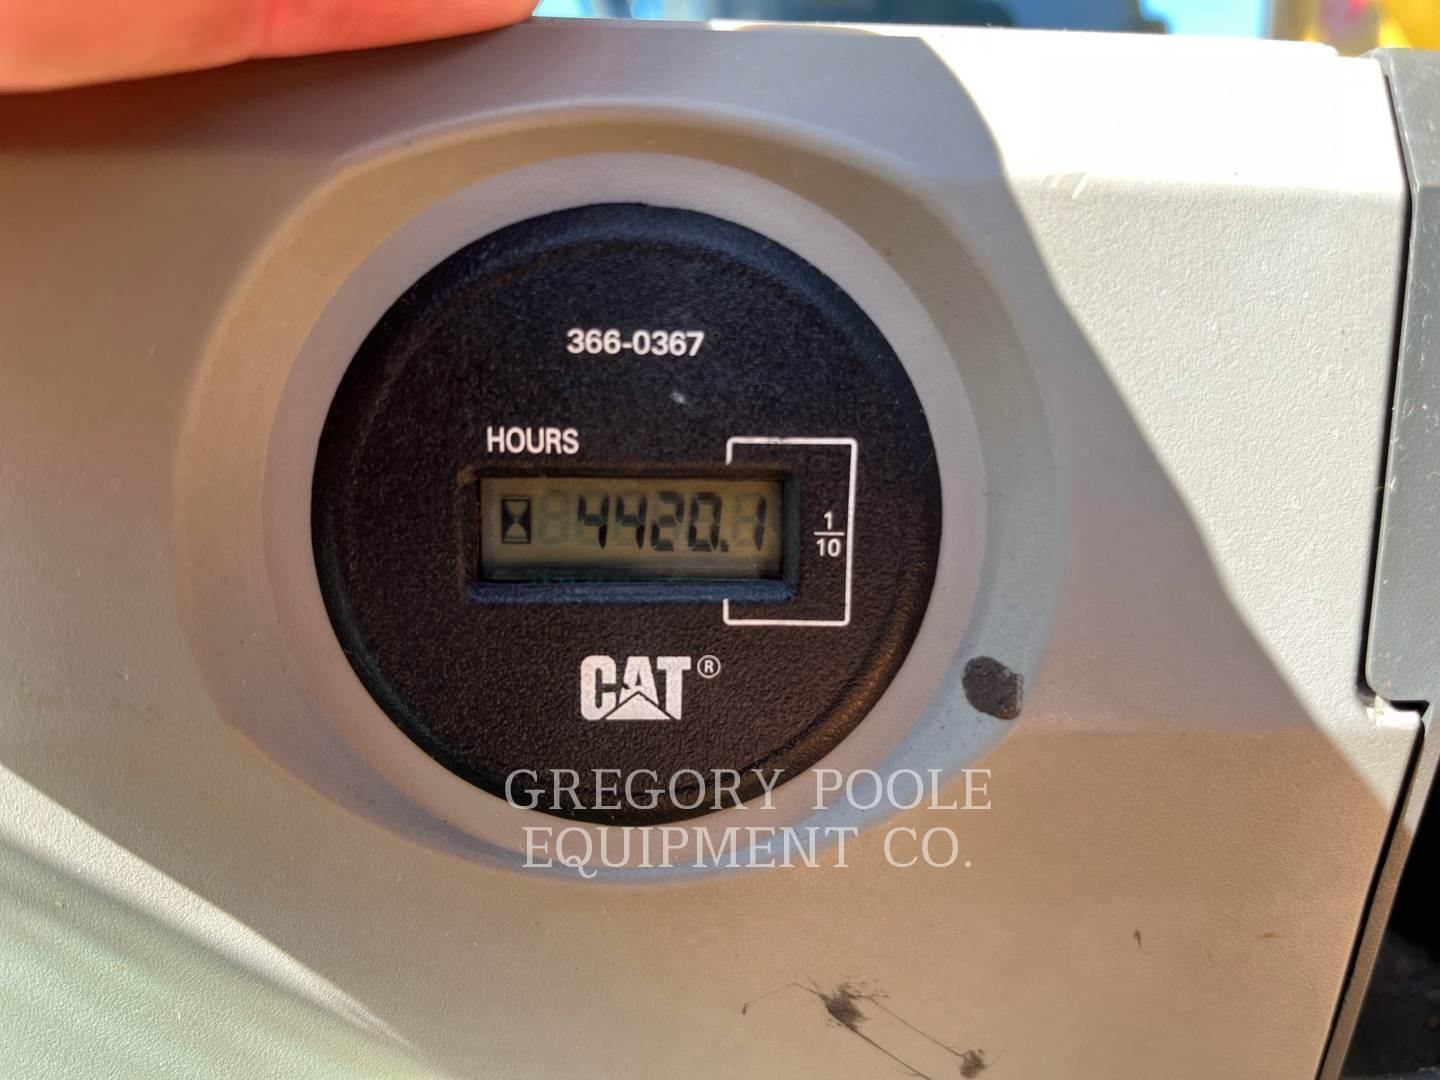 366-0367
HOURS
4420.1
1
10
CAT®
GREGORY POOLE
EQUIPMENT CO.